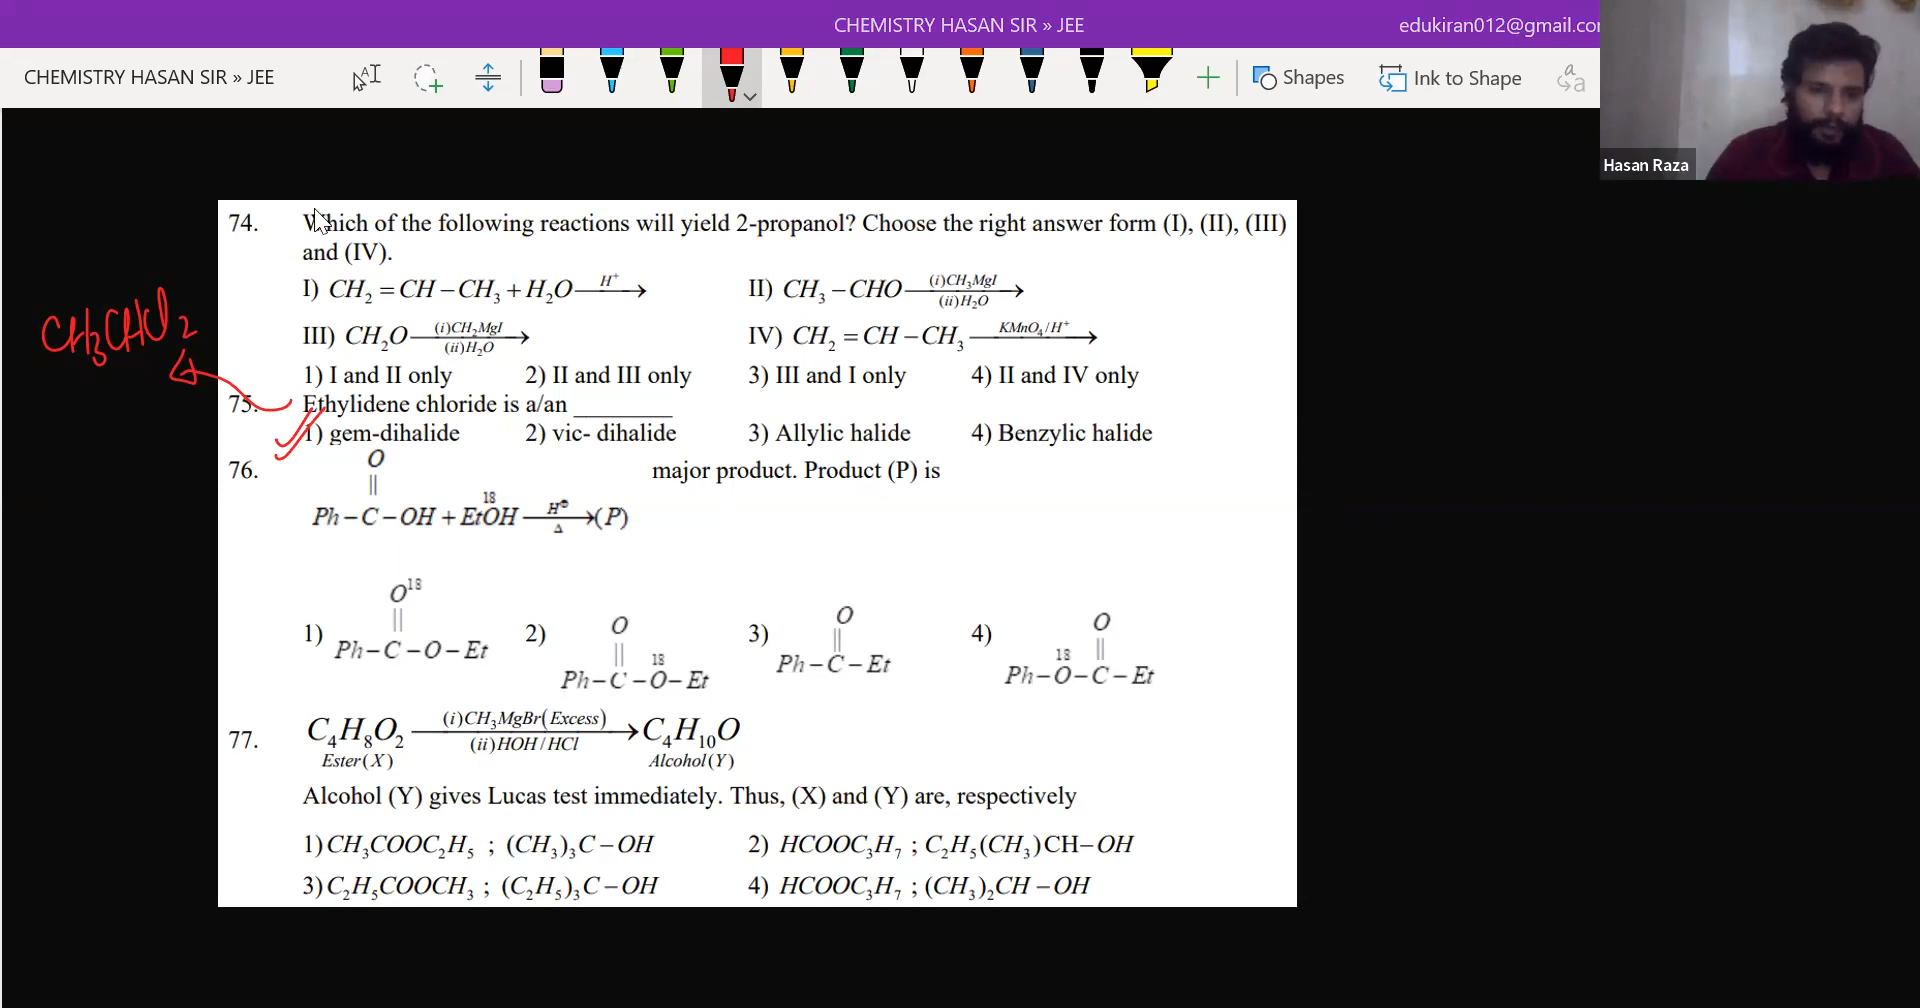 CHEMISTRY HASAN SIR » JEE
edukiran012@gmail.co
CHEMISTRY HASAN SIR » JEE
Shapes
Ink to Shape
Hasan Raza
74. Which of the following reactions will yield 2-propanol? Choose the right answer form (I), (II), (III)
and (IV).
I) CH₂ = CH – CH₃ + H₂O —H⁺→ II) CH₃ – CHO —(i)CH₃MgI (ii)H₂O→
III) CH₂O —(i)CH₂MgI (ii)H₂O→ IV) CH₂ = CH – CH₃ —KMnO₄/H⁺→
CH₃CHCl₂
1) I and II only 2) II and III only 3) III and I only 4) II and IV only
75. Ethylidene chloride is a/an ________
1) gem-dihalide 2) vic- dihalide 3) Allylic halide 4) Benzylic halide
76. major product. Product (P) is
O
||
Ph – C – OH + Et¹⁸OH —H⊕ Δ→ (P)
1) O¹⁸ || Ph – C – O – Et 2) O || Ph – C – ¹⁸O – Et 3) O || Ph – C – Et 4) Ph – ¹⁸O – C – Et || O
77. C₄H₈O₂ —(i)CH₃MgBr(Excess) (ii)HOH/HCl→ C₄H₁₀O
Ester(X) Alcohol(Y)
Alcohol (Y) gives Lucas test immediately. Thus, (X) and (Y) are, respectively
1) CH₃COOC₂H₅ ; (CH₃)₃C – OH 2) HCOOC₃H₇ ; C₂H₅(CH₃)CH– OH
3) C₂H₅COOCH₃ ; (C₂H₅)₃C – OH 4) HCOOC₃H₇ ; (CH₃)₂CH – OH